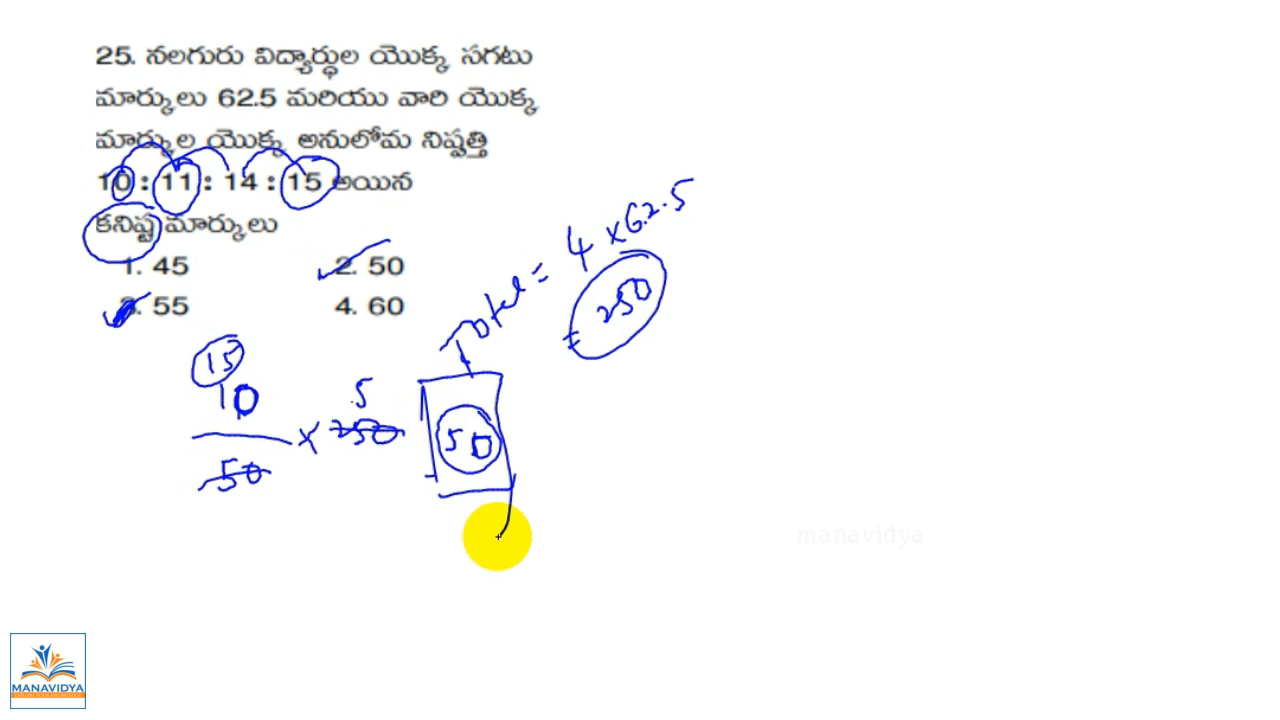 25. నలగురు విద్యార్ధుల యొక్క సగటు
మార్కులు 62.5 మరియు వారి యొక్క
మార్కుల యొక్క అనులోమ నిష్పత్తి
10 : 11 : 14 : 15 అయిన
కనిష్ట మార్కులు
1. 45 2. 50
3. 55 4. 60
Total = 4 × 62.5
= 250
15
10
50
× 250
5
50
manavidya
MANAVIDYA